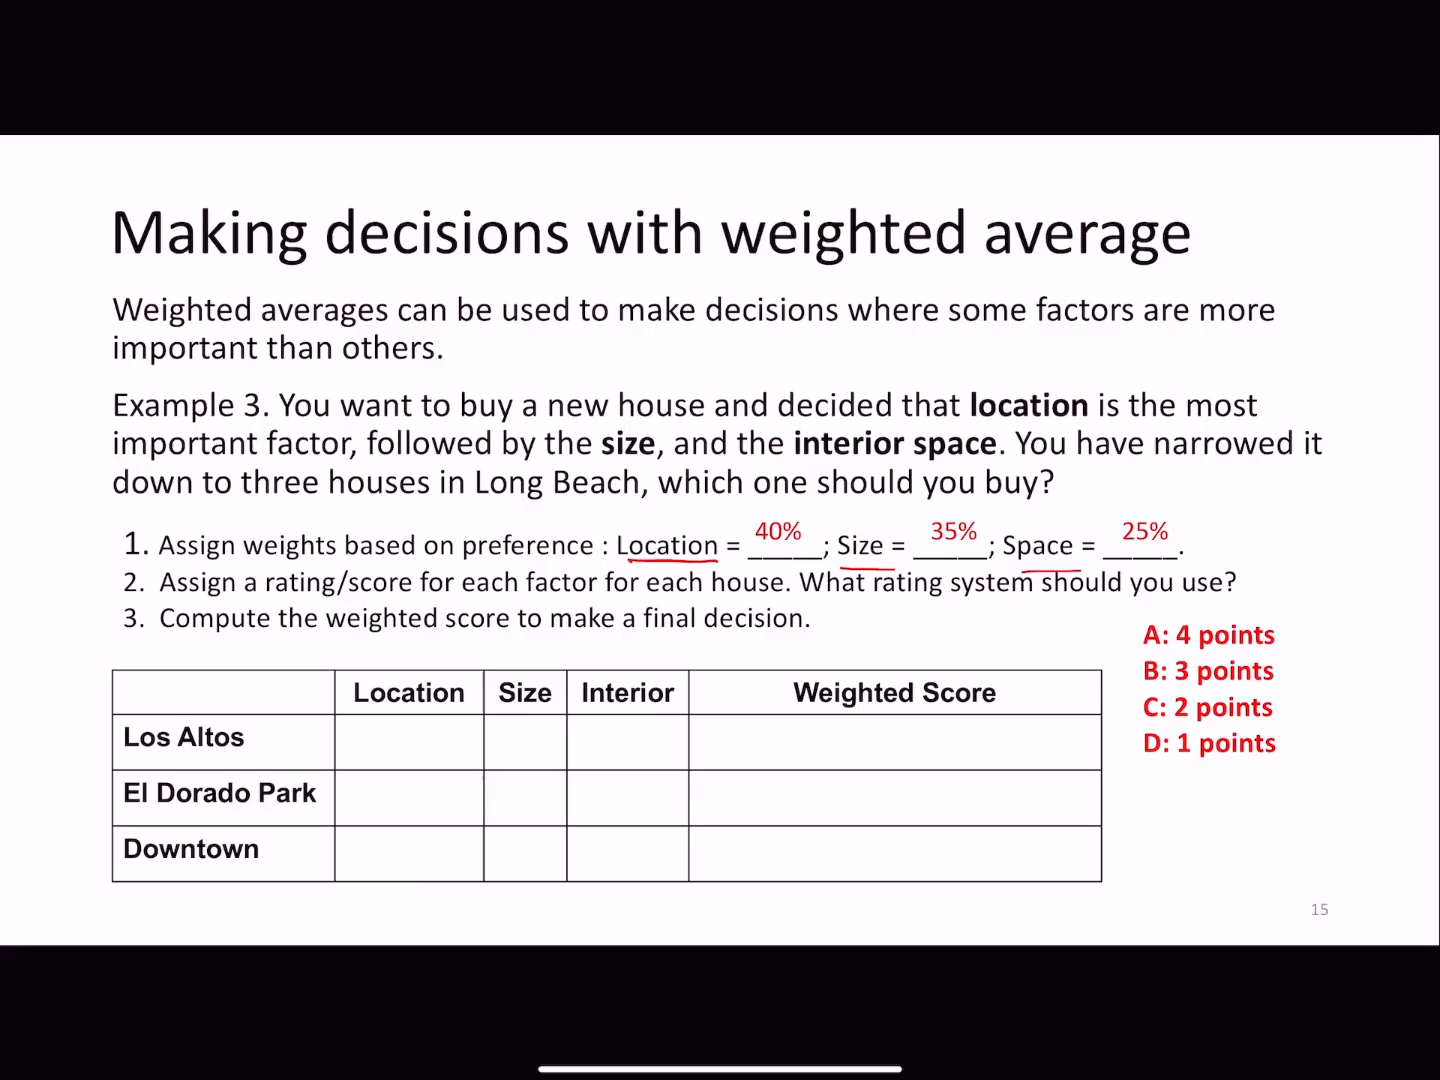 Making decisions with weighted average
Weighted averages can be used to make decisions where some factors are more
important than others.
Example 3. You want to buy a new house and decided that location is the most
important factor, followed by the size, and the interior space. You have narrowed it
down to three houses in Long Beach, which one should you buy?
1. Assign weights based on preference : Location = 40%; Size = 35%; Space = 25%.
2. Assign a rating/score for each factor for each house. What rating system should you use?
3. Compute the weighted score to make a final decision.
A: 4 points
B: 3 points
C: 2 points
D: 1 points
Location Size Interior Weighted Score
Los Altos
El Dorado Park
Downtown
15